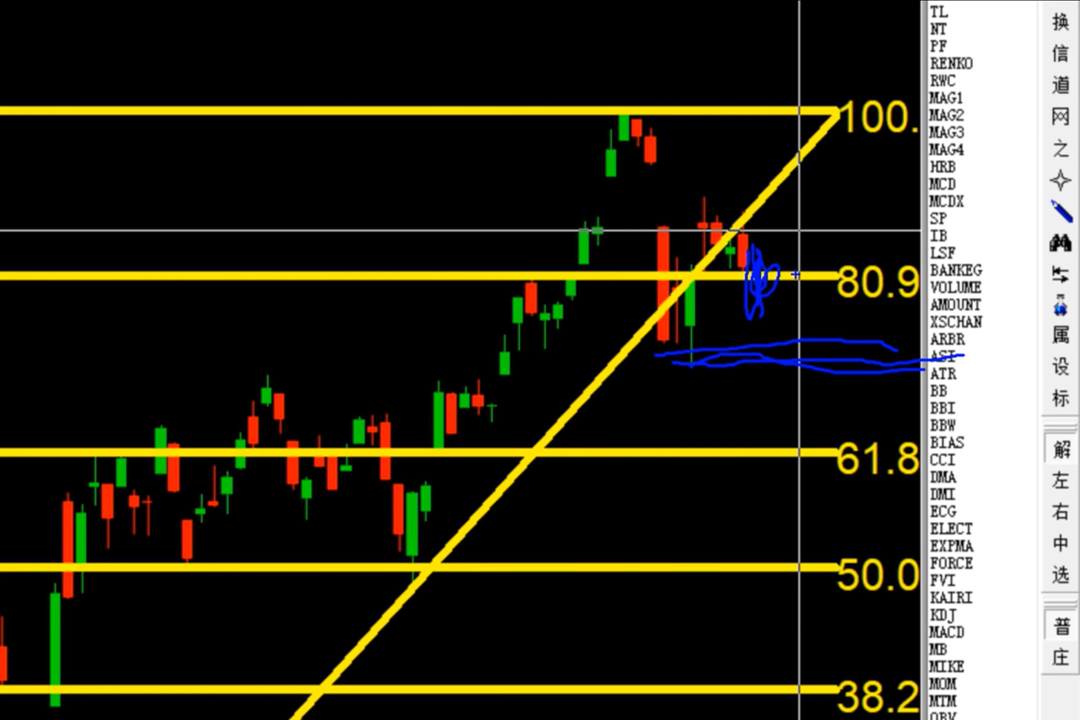 100.
80.9
61.8
50.0
38.2
TL
NT
PF
RENKO
RWC
MAG1
MAG2
MAG3
MAG4
HRB
MCD
MCDX
SP
IB
LSF
BANKEG
VOLUME
AMOUNT
XSCHAN
ARBR
ASI
ATR
BB
BBI
BBW
BIAS
CCI
DMA
DMI
ECG
ELECT
EXPMA
FORCE
FVI
KAIRI
KDJ
MACD
MB
MIKE
MOM
MTM
OBV
换
信
道
网
之
属
设
标
解
左
右
中
选
普
庄